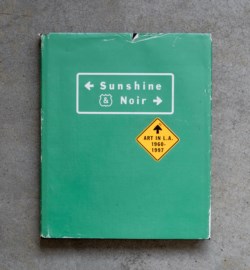 ← Sunshine
& Noir →
↑
ART IN L.A.
1960-
1997